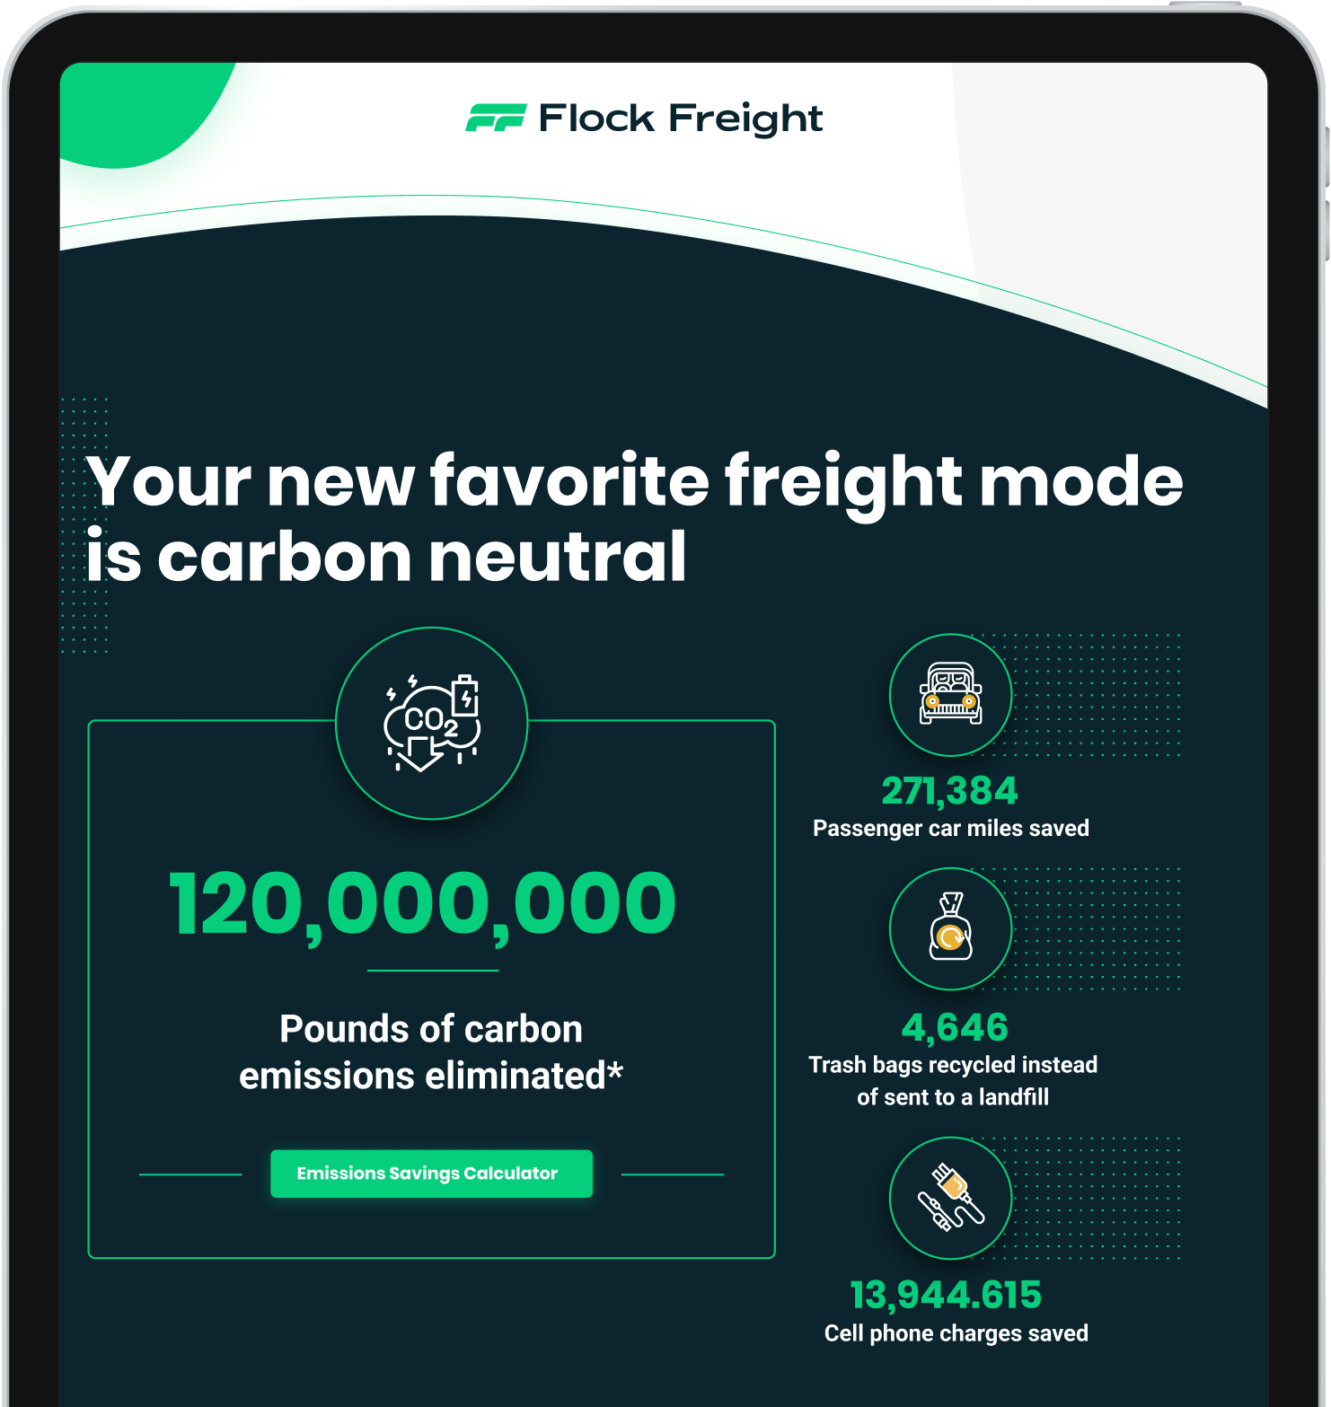 Flock Freight
Your new favorite freight mode
is carbon neutral
CO2
120,000,000
Pounds of carbon
emissions eliminated*
Emissions Savings Calculator
271,384
Passenger car miles saved
4,646
Trash bags recycled instead
of sent to a landfill
13,944.615
Cell phone charges saved